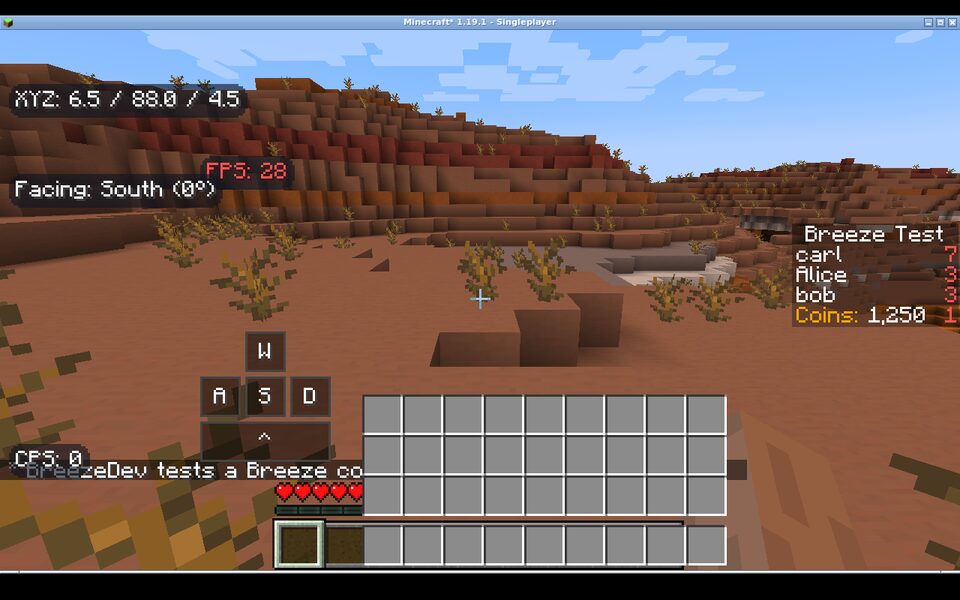 Minecraft* 1.19.1 - Singleplayer
XYZ: 6.5 / 88.0 / 4.5
FPS: 28
Facing: South (0°)
Breeze Test
carl 7
Alice 3
bob 3
Coins: 1,250 1
W
A S D
^
CPS: 0
BreezeDev tests a Breeze co